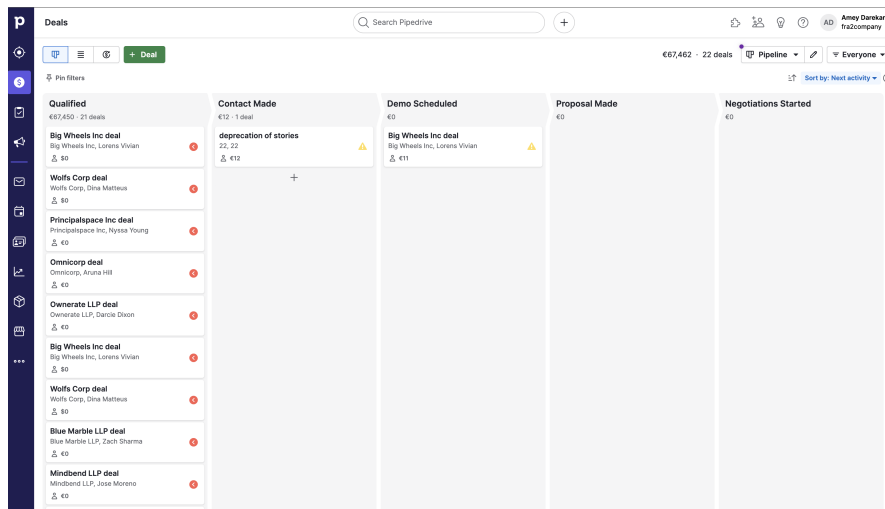 p
Deals
Search Pipedrive
AD
Amey Darekar
fra2company
+ Deal
€67,462 · 22 deals
Pipeline
Everyone
Pin filters
Sort by: Next activity
Qualified
€67,450 · 21 deals
Big Wheels Inc deal
Big Wheels Inc, Lorens Vivian
$0
Wolfs Corp deal
Wolfs Corp, Dina Matteus
$0
Principalspace Inc deal
Principalspace Inc, Nyssa Young
€0
Omnicorp deal
Omnicorp, Aruna Hill
€0
Ownerate LLP deal
Ownerate LLP, Darcie Dixon
€0
Big Wheels Inc deal
Big Wheels Inc, Lorens Vivian
$0
Wolfs Corp deal
Wolfs Corp, Dina Matteus
$0
Blue Marble LLP deal
Blue Marble LLP, Zach Sharma
€0
Mindbend LLP deal
Mindbend LLP, Jose Moreno
€0
Contact Made
€12 · 1 deal
deprecation of stories
22, 22
€12
Demo Scheduled
€0
Big Wheels Inc deal
Big Wheels Inc, Lorens Vivian
€11
Proposal Made
€0
Negotiations Started
€0